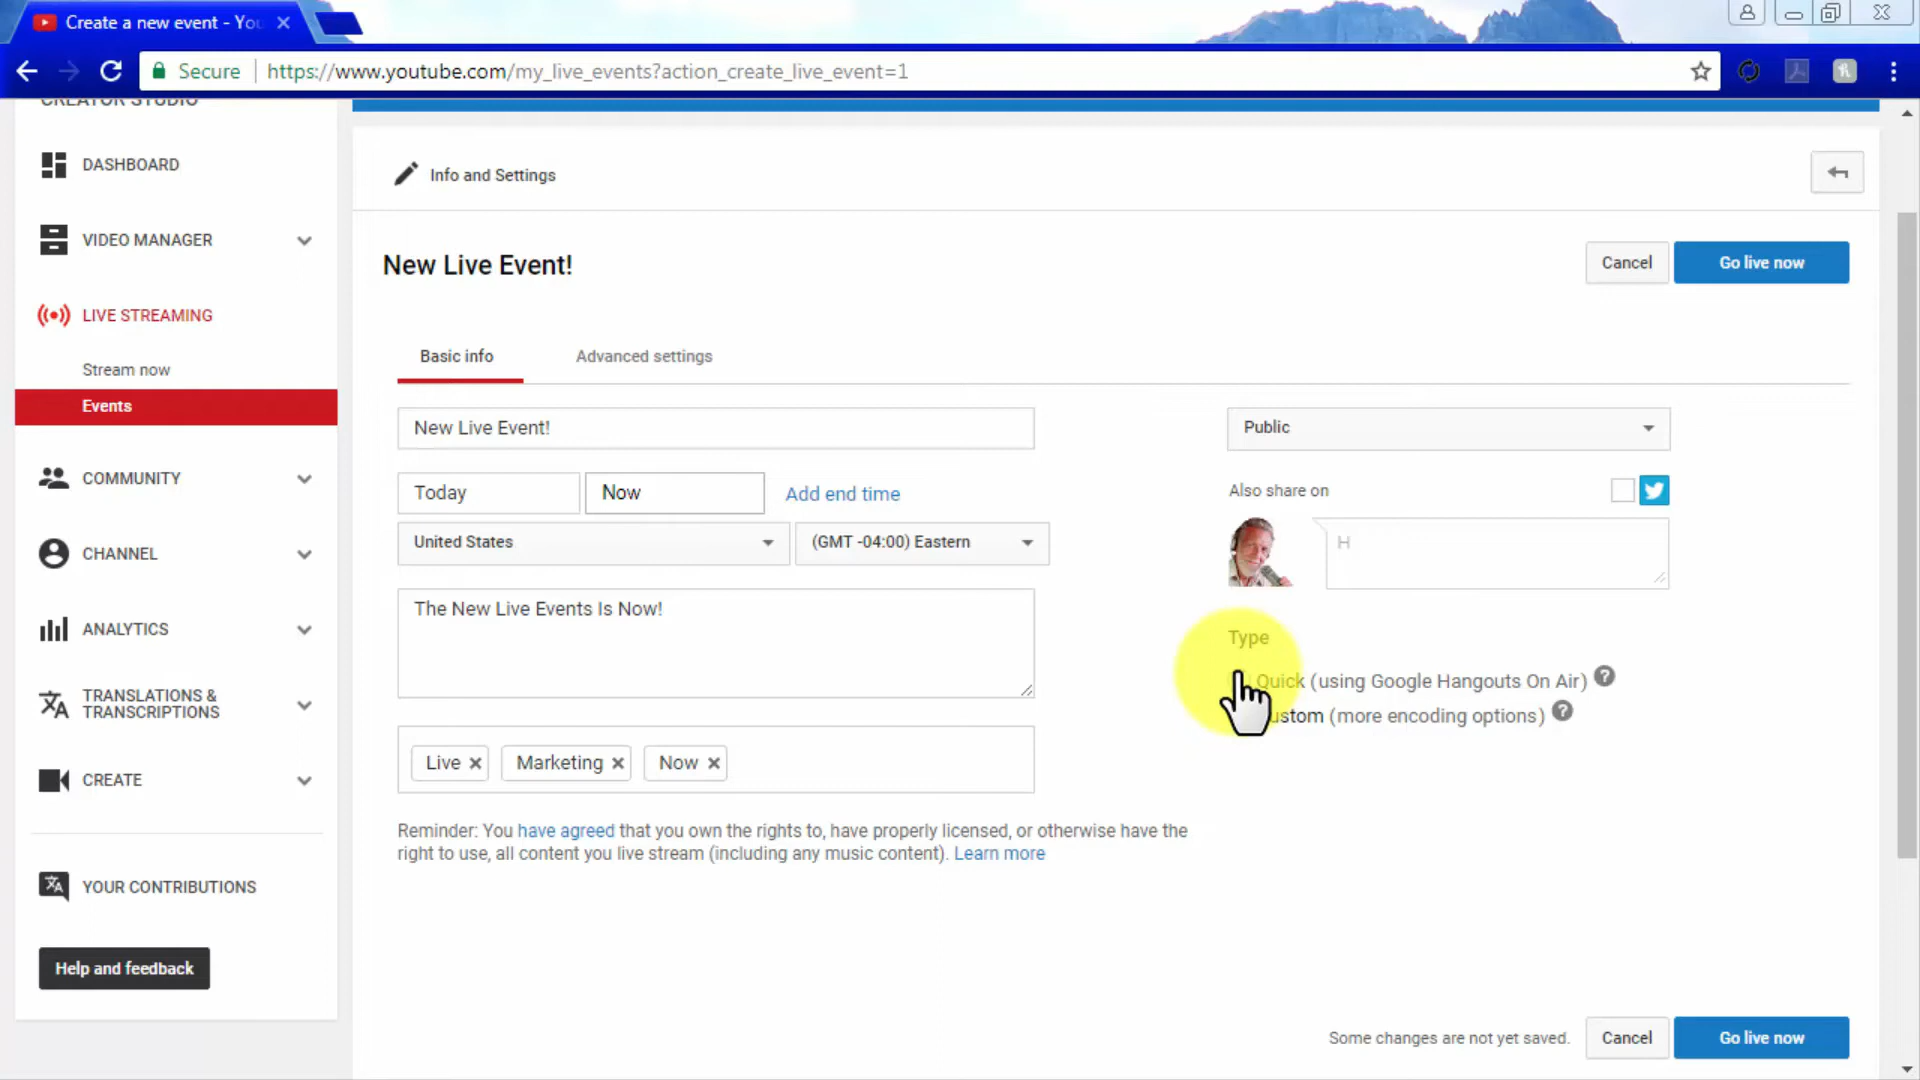 Create a new event - You
Secure
https://www.youtube.com/my_live_events?action_create_live_event=1
CREATOR STUDIO
DASHBOARD
VIDEO MANAGER
LIVE STREAMING
Stream now
Events
COMMUNITY
CHANNEL
ANALYTICS
TRANSLATIONS &
TRANSCRIPTIONS
CREATE
YOUR CONTRIBUTIONS
Help and feedback
Info and Settings
New Live Event!
Cancel
Go live now
Basic info
Advanced settings
New Live Event!
Today
Now
Add end time
United States
(GMT -04:00) Eastern
The New Live Events Is Now!
Live
Marketing
Now
Reminder: You have agreed that you own the rights to, have properly licensed, or otherwise have the
right to use, all content you live stream (including any music content). Learn more
Public
Also share on
H
Type
Quick (using Google Hangouts On Air) ?
ustom (more encoding options) ?
Some changes are not yet saved.
Cancel
Go live now